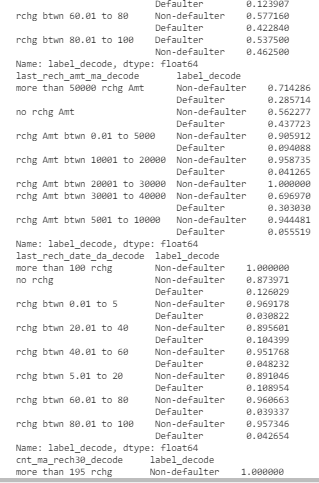 Defaulter 0.123907
rchg btwn 60.01 to 80 Non-defaulter 0.577160
Defaulter 0.422840
rchg btwn 80.01 to 100 Defaulter 0.537500
Non-defaulter 0.462500
Name: label_decode, dtype: float64
last_rech_amt_ma_decode label_decode
more than 50000 rchg Amt Non-defaulter 0.714286
Defaulter 0.285714
no rchg Amt Non-defaulter 0.562277
Defaulter 0.437723
rchg Amt btwn 0.01 to 5000 Non-defaulter 0.905912
Defaulter 0.094088
rchg Amt btwn 10001 to 20000 Non-defaulter 0.958735
Defaulter 0.041265
rchg Amt btwn 20001 to 30000 Non-defaulter 1.000000
rchg Amt btwn 30001 to 40000 Non-defaulter 0.696970
Defaulter 0.303030
rchg Amt btwn 5001 to 10000 Non-defaulter 0.944481
Defaulter 0.055519
Name: label_decode, dtype: float64
last_rech_date_da_decode label_decode
more than 100 rchg Non-defaulter 1.000000
no rchg Non-defaulter 0.873971
Defaulter 0.126029
rchg btwn 0.01 to 5 Non-defaulter 0.969178
Defaulter 0.030822
rchg btwn 20.01 to 40 Non-defaulter 0.895601
Defaulter 0.104399
rchg btwn 40.01 to 60 Non-defaulter 0.951768
Defaulter 0.048232
rchg btwn 5.01 to 20 Non-defaulter 0.891046
Defaulter 0.108954
rchg btwn 60.01 to 80 Non-defaulter 0.960663
Defaulter 0.039337
rchg btwn 80.01 to 100 Non-defaulter 0.957346
Defaulter 0.042654
Name: label_decode, dtype: float64
cnt_ma_rech30_decode label_decode
more than 195 rchg Non-defaulter 1.000000